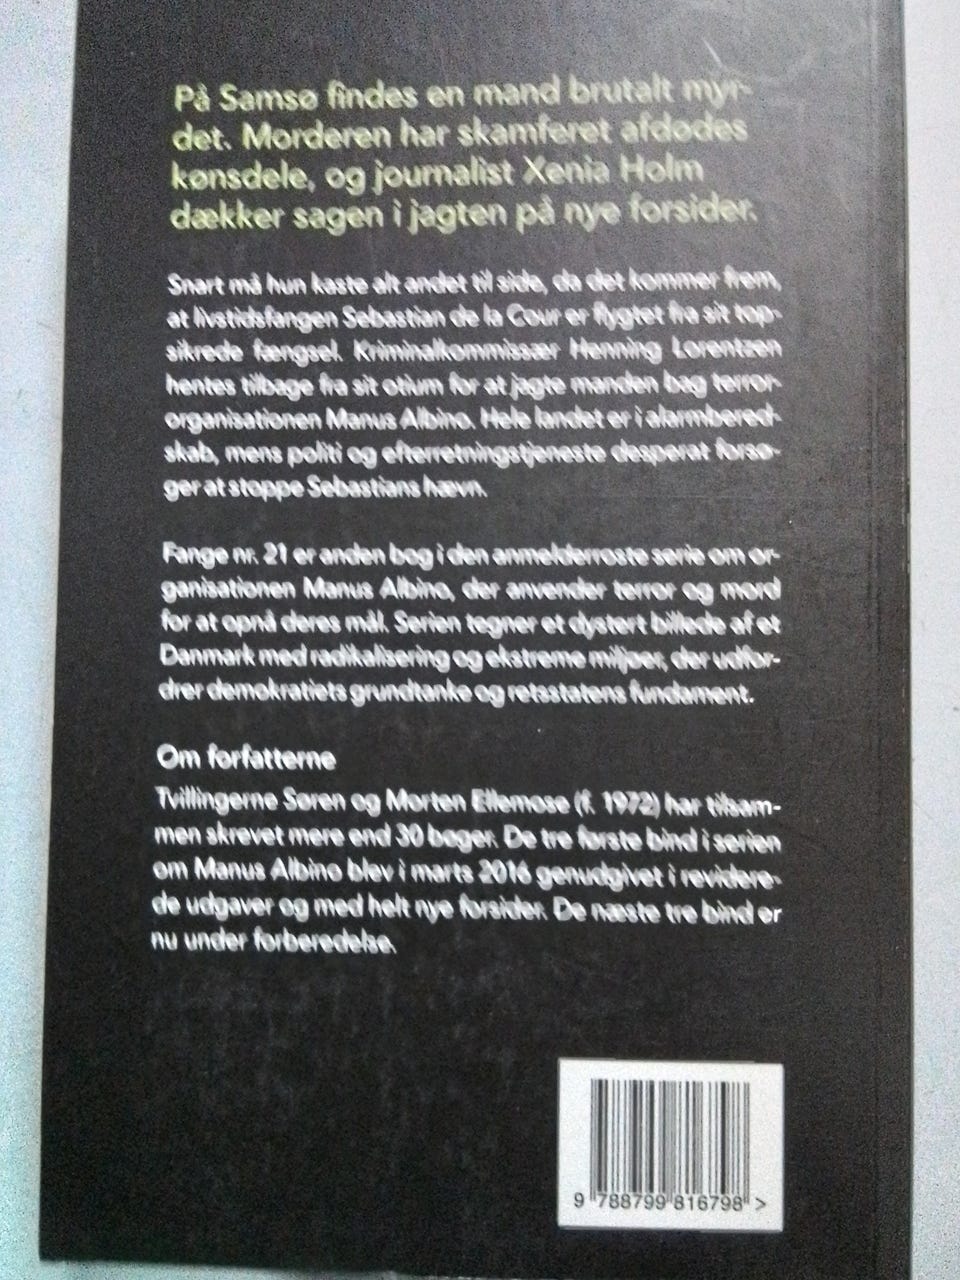 På Samsø findes en mand brutalt myr-
det. Morderen har skamferet afdødes
kønsdele, og journalist Xenia Holm
dækker sagen i jagten på nye forsider.
Snart må hun kaste alt andet til side, da det kommer frem,
at livstidsfangen Sebastian de la Cour er flygtet fra sit top-
sikrede fængsel. Kriminalkommissær Henning Lorentzen
hentes tilbage fra sit otium for at jagte manden bag terror-
organisationen Manus Albino. Hele landet er i alarmbered-
skab, mens politi og efterretningstjeneste desperat forsø-
ger at stoppe Sebastians hævn.
Fange nr. 21 er anden bog i den anmelderroste serie om or-
ganisationen Manus Albino, der anvender terror og mord
for at opnå deres mål. Serien tegner et dystert billede af et
Danmark med radikalisering og ekstreme miljøer, der udfor-
drer demokratiets grundtanke og retsstatens fundament.
Om forfatterne
Tvillingerne Søren og Morten Ellemose (f. 1972) har tilsam-
men skrevet mere end 30 bøger. De tre første bind i serien
om Manus Albino blev i marts 2016 genudgivet i revidere-
de udgaver og med helt nye forsider. De næste tre bind er
nu under forberedelse.
9 788799 816798 >